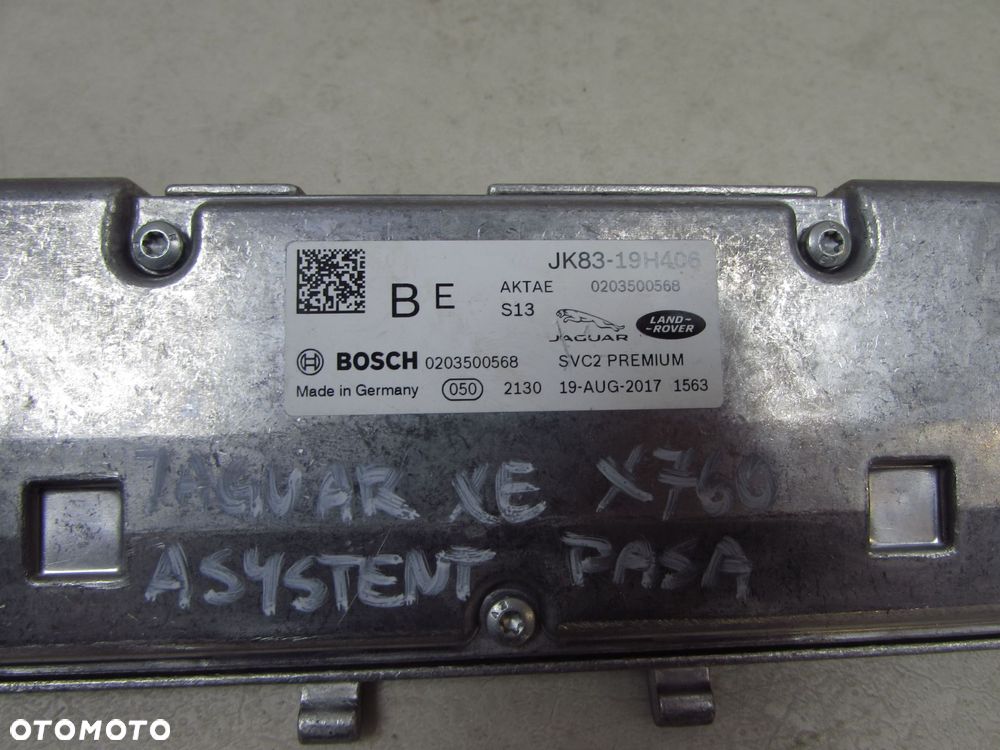 JK83-19H406
B E AKTAE 0203500568
S13
JAGUAR LAND-ROVER
BOSCH 0203500568 SVC2 PREMIUM
Made in Germany 050 2130 19-AUG-2017 1563
JAGUAR XE X760
ASYSTENT PASA
OTOMOTO